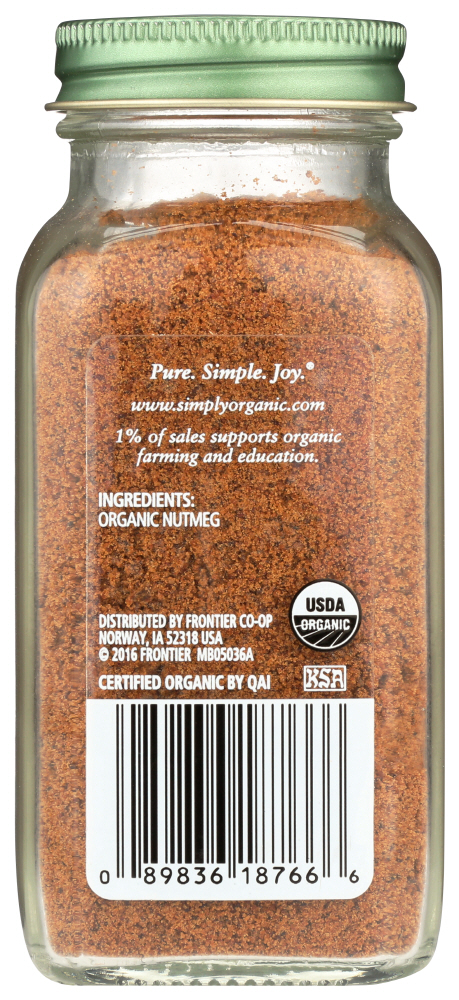 Pure. Simple. Joy.®
www.simplyorganic.com
1% of sales supports organic
farming and education.
INGREDIENTS:
ORGANIC NUTMEG
USDA
ORGANIC
DISTRIBUTED BY FRONTIER CO-OP
NORWAY, IA 52318 USA
© 2016 FRONTIER MB05036A
CERTIFIED ORGANIC BY QAI
KSA
0 89836 18766 6